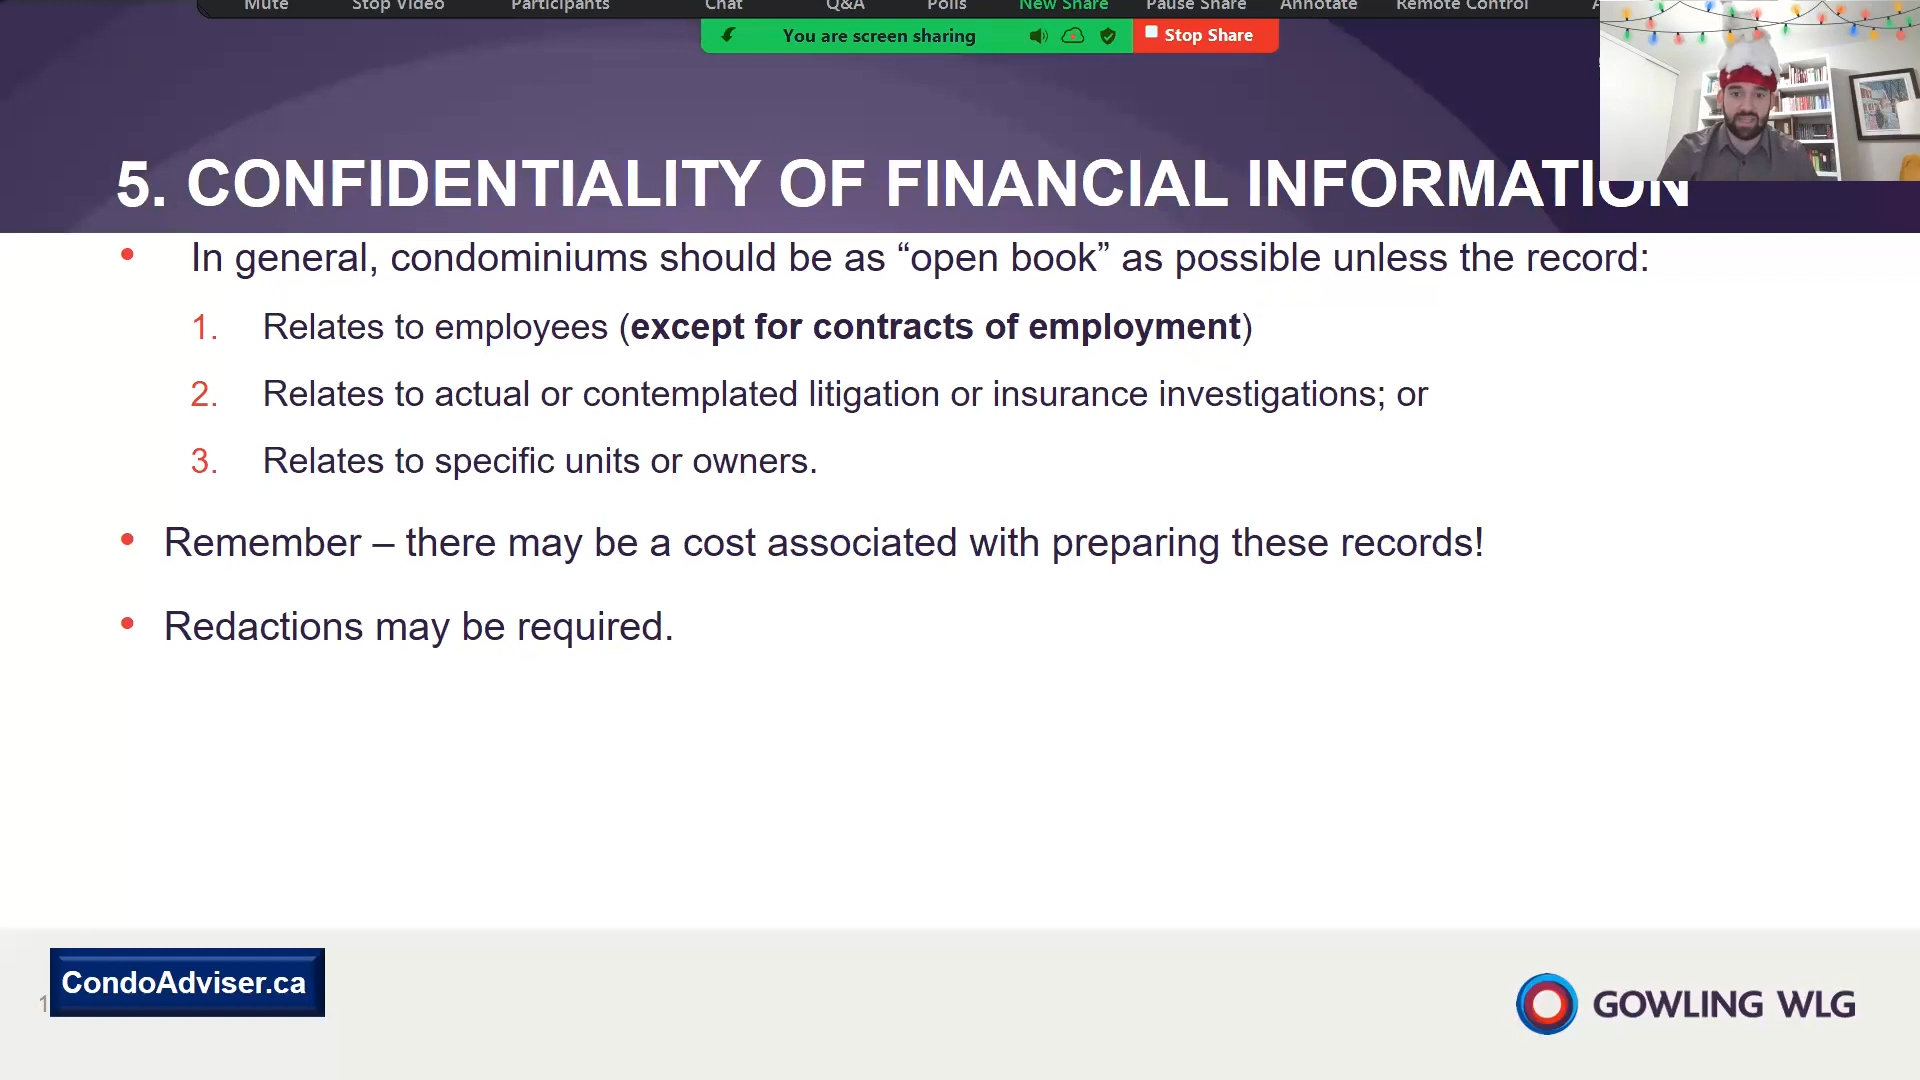 Mute Stop Video Participants Chat Q&A Polls New Share Pause Share Annotate Remote Control
You are screen sharing Stop Share
5. CONFIDENTIALITY OF FINANCIAL INFORMATION
• In general, condominiums should be as “open book” as possible unless the record:
1. Relates to employees (except for contracts of employment)
2. Relates to actual or contemplated litigation or insurance investigations; or
3. Relates to specific units or owners.
• Remember – there may be a cost associated with preparing these records!
• Redactions may be required.
CondoAdviser.ca
GOWLING WLG